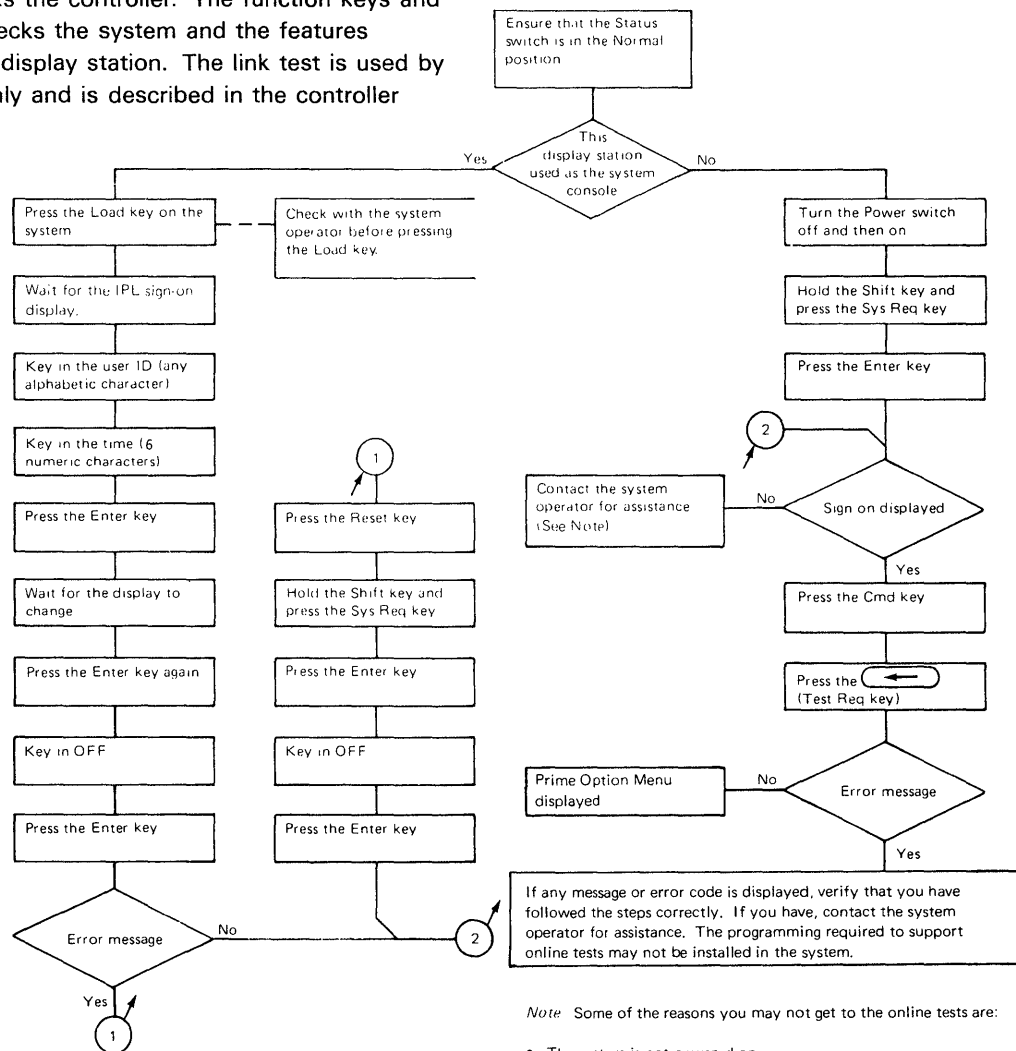 ks the controller. The function keys and
ecks the system and the features
display station. The link test is used by
ly and is described in the controller
Ensure that the Status
switch is in the Normal
position
This
display station
used as the system
console
Yes
No
Press the Load key on the
system
Check with the system
operator before pressing
the Load key.
Wait for the IPL sign-on
display.
Key in the user ID (any
alphabetic character)
Key in the time (6
numeric characters)
Press the Enter key
Wait for the display to
change
Press the Enter key again
Key in OFF
Press the Enter key
Error message
No
Yes
1
1
Press the Reset key
Hold the Shift key and
press the Sys Req key
Press the Enter key
Key in OFF
Press the Enter key
2
Turn the Power switch
off and then on
Hold the Shift key and
press the Sys Req key
Press the Enter key
2
Sign on displayed
No
Contact the system
operator for assistance
(See Note)
Yes
Press the Cmd key
Press the ←
(Test Req key)
Error message
No
Prime Option Menu
displayed
Yes
If any message or error code is displayed, verify that you have
followed the steps correctly. If you have, contact the system
operator for assistance. The programming required to support
online tests may not be installed in the system.
Note Some of the reasons you may not get to the online tests are: